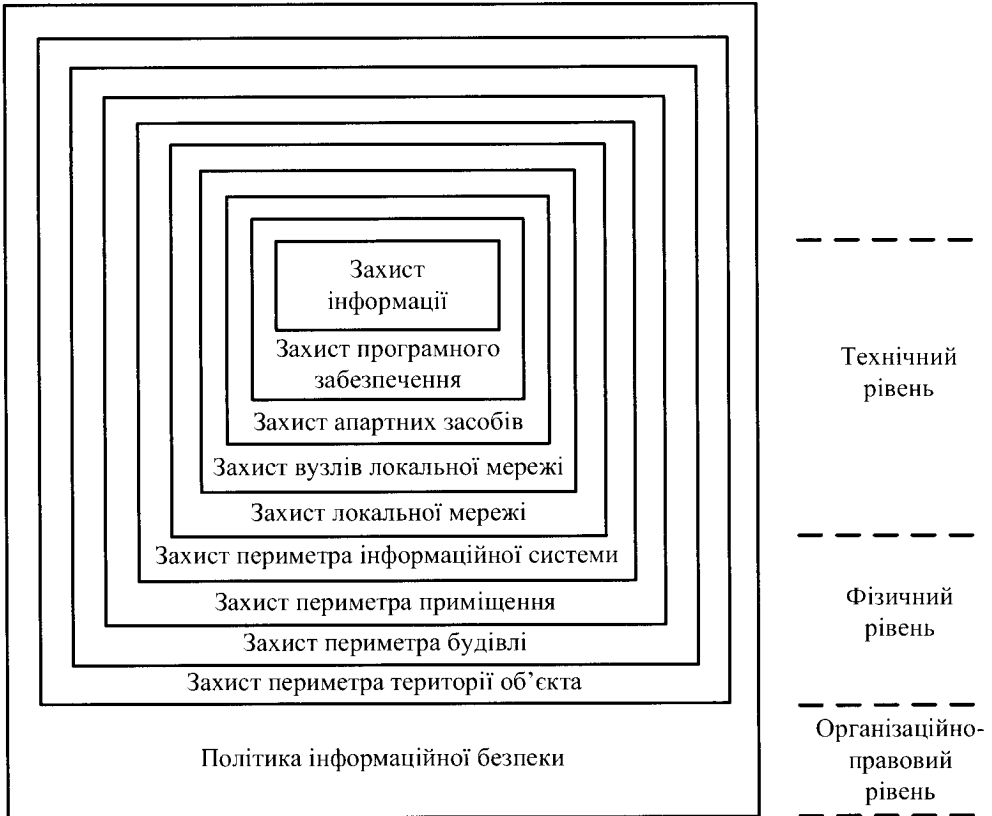 Захист
інформації
Захист програмного
забезпечення
Захист апартних засобів
Захист вузлів локальної мережі
Захист локальної мережі
Захист периметра інформаційної системи
Захист периметра приміщення
Захист периметра будівлі
Захист периметра території об’єкта
Політика інформаційної безпеки
Технічний
рівень
Фізичний
рівень
Організаційно-
правовий
рівень